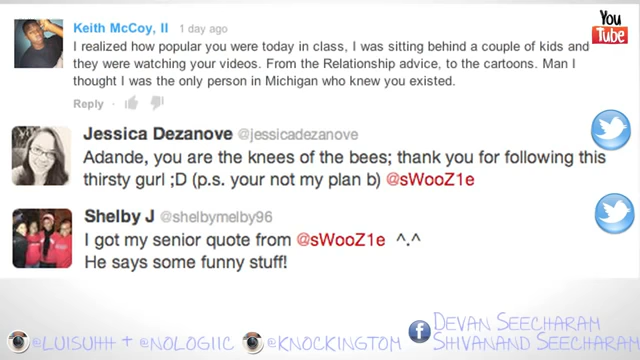 Keith McCoy, II 1 day ago
I realized how popular you were today in class, I was sitting behind a couple of kids and
they were watching your videos. From the Relationship advice, to the cartoons. Man I
thought I was the only person in Michigan who knew you existed.
Reply ·
You
Tube
Jessica Dezanove @jessicadezanove
Adande, you are the knees of the bees; thank you for following this
thirsty gurl ;D (p.s. your not my plan b) @sWooZ1e
Shelby J @shelbymelby96
I got my senior quote from @sWooZ1e ^.^
He says some funny stuff!
@LUISUHH + @NOLOGIIC @KNOCKINGTOM
DEVAN SEECHARAM
SHIVANAND SEECHARAM